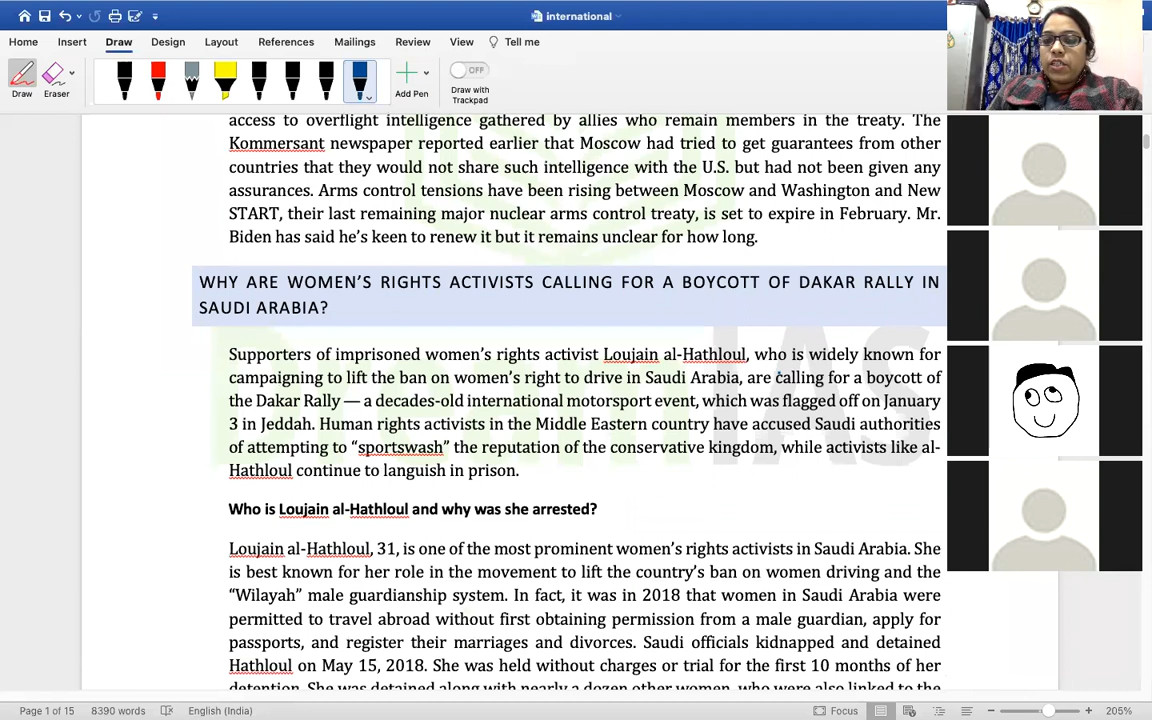 international
Home Insert Draw Design Layout References Mailings Review View Tell me
OFF
Draw Eraser Add Pen Draw with Trackpad
access to overflight intelligence gathered by allies who remain members in the treaty. The
Kommersant newspaper reported earlier that Moscow had tried to get guarantees from other
countries that they would not share such intelligence with the U.S. but had not been given any
assurances. Arms control tensions have been rising between Moscow and Washington and New
START, their last remaining major nuclear arms control treaty, is set to expire in February. Mr.
Biden has said he's keen to renew it but it remains unclear for how long.
WHY ARE WOMEN'S RIGHTS ACTIVISTS CALLING FOR A BOYCOTT OF DAKAR RALLY IN
SAUDI ARABIA?
Supporters of imprisoned women's rights activist Loujain al-Hathloul, who is widely known for
campaigning to lift the ban on women's right to drive in Saudi Arabia, are calling for a boycott of
the Dakar Rally — a decades-old international motorsport event, which was flagged off on January
3 in Jeddah. Human rights activists in the Middle Eastern country have accused Saudi authorities
of attempting to "sportswash" the reputation of the conservative kingdom, while activists like al-
Hathloul continue to languish in prison.
Who is Loujain al-Hathloul and why was she arrested?
Loujain al-Hathloul, 31, is one of the most prominent women's rights activists in Saudi Arabia. She
is best known for her role in the movement to lift the country's ban on women driving and the
"Wilayah" male guardianship system. In fact, it was in 2018 that women in Saudi Arabia were
permitted to travel abroad without first obtaining permission from a male guardian, apply for
passports, and register their marriages and divorces. Saudi officials kidnapped and detained
Hathloul on May 15, 2018. She was held without charges or trial for the first 10 months of her
detention. She was detained along with nearly a dozen other women, who were also linked to the
Page 1 of 15 8390 words English (India) Focus 205%